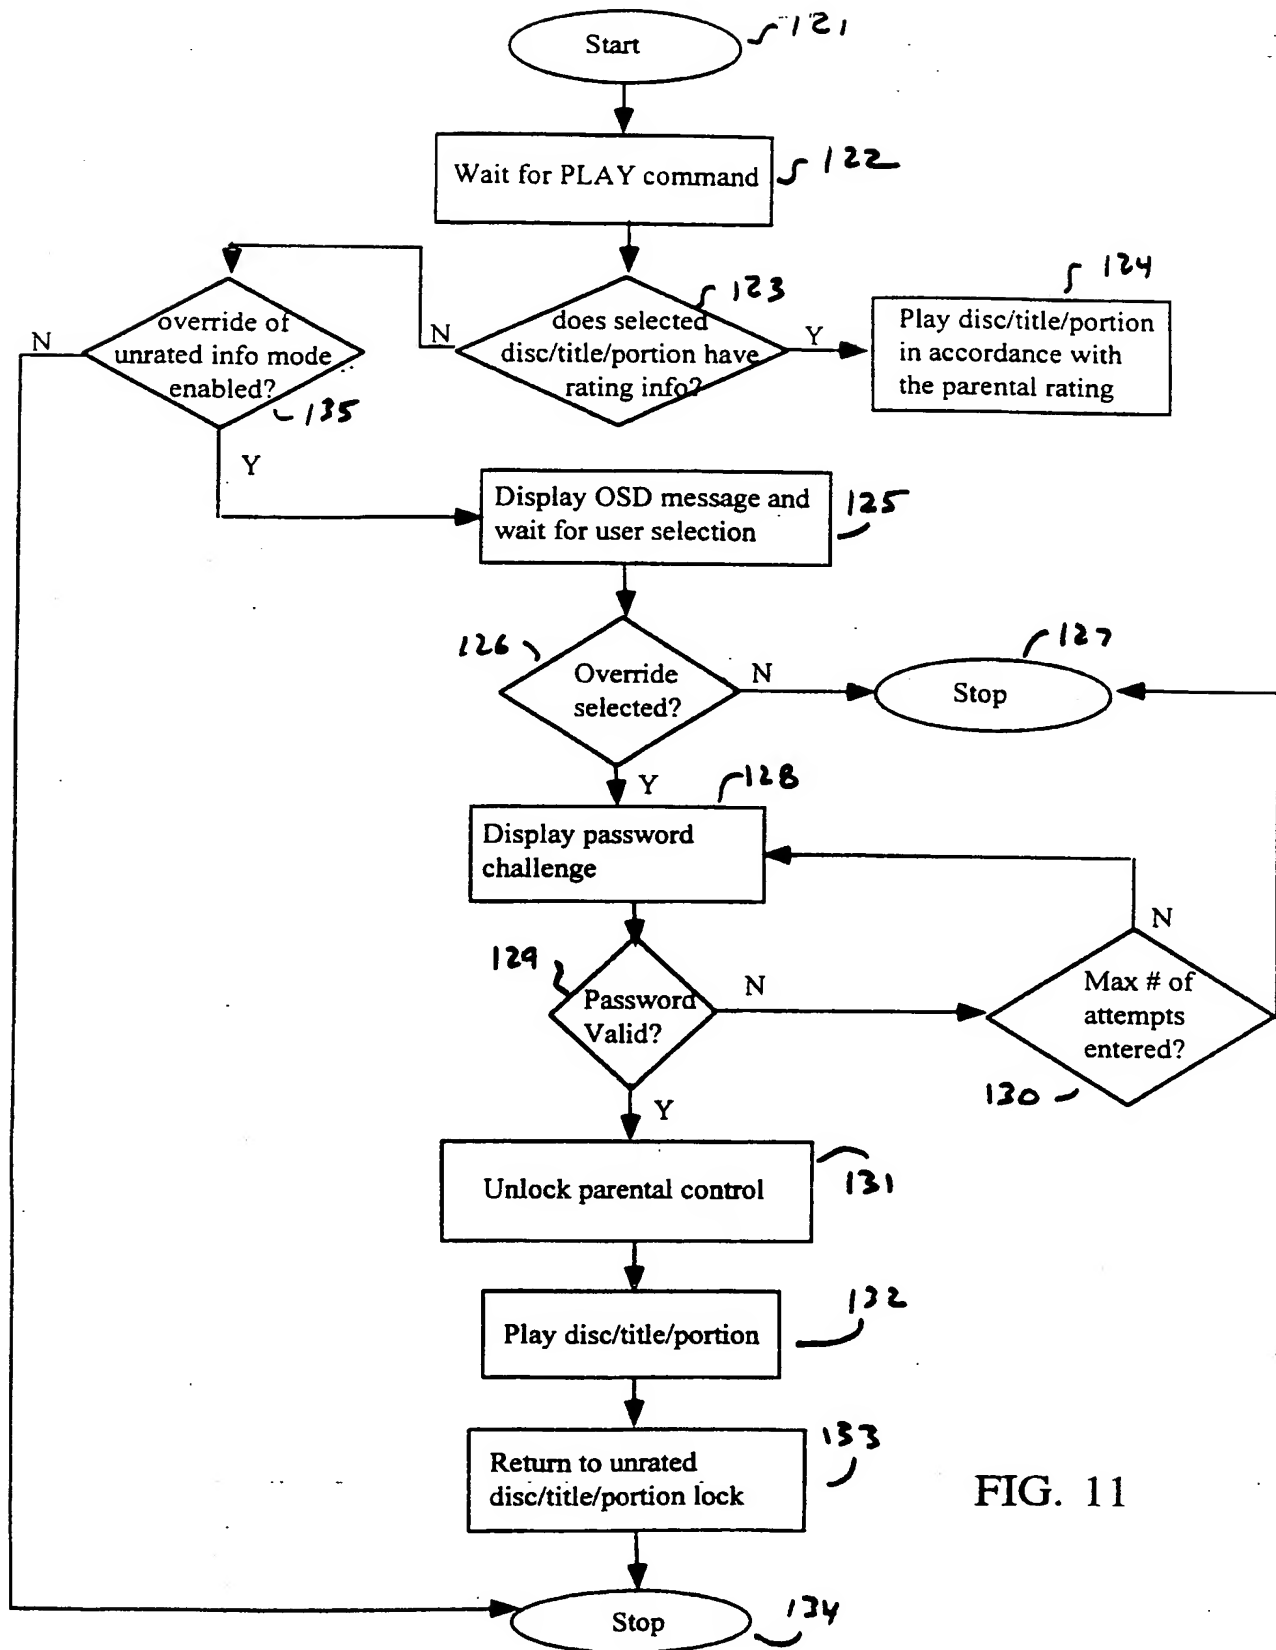 Start
121
Wait for PLAY command
122
123
124
N
override of
unrated info mode
enabled?
135
N
does selected
disc/title/portion have
rating info?
Y
Play disc/title/portion
in accordance with
the parental rating
Y
Display OSD message and
wait for user selection
125
126
Override
selected?
N
127
Stop
Y
128
Display password
challenge
129
Password
Valid?
N
N
Max # of
attempts
entered?
130
Y
Unlock parental control
131
Play disc/title/portion
132
Return to unrated
disc/title/portion lock
133
FIG. 11
Stop
134